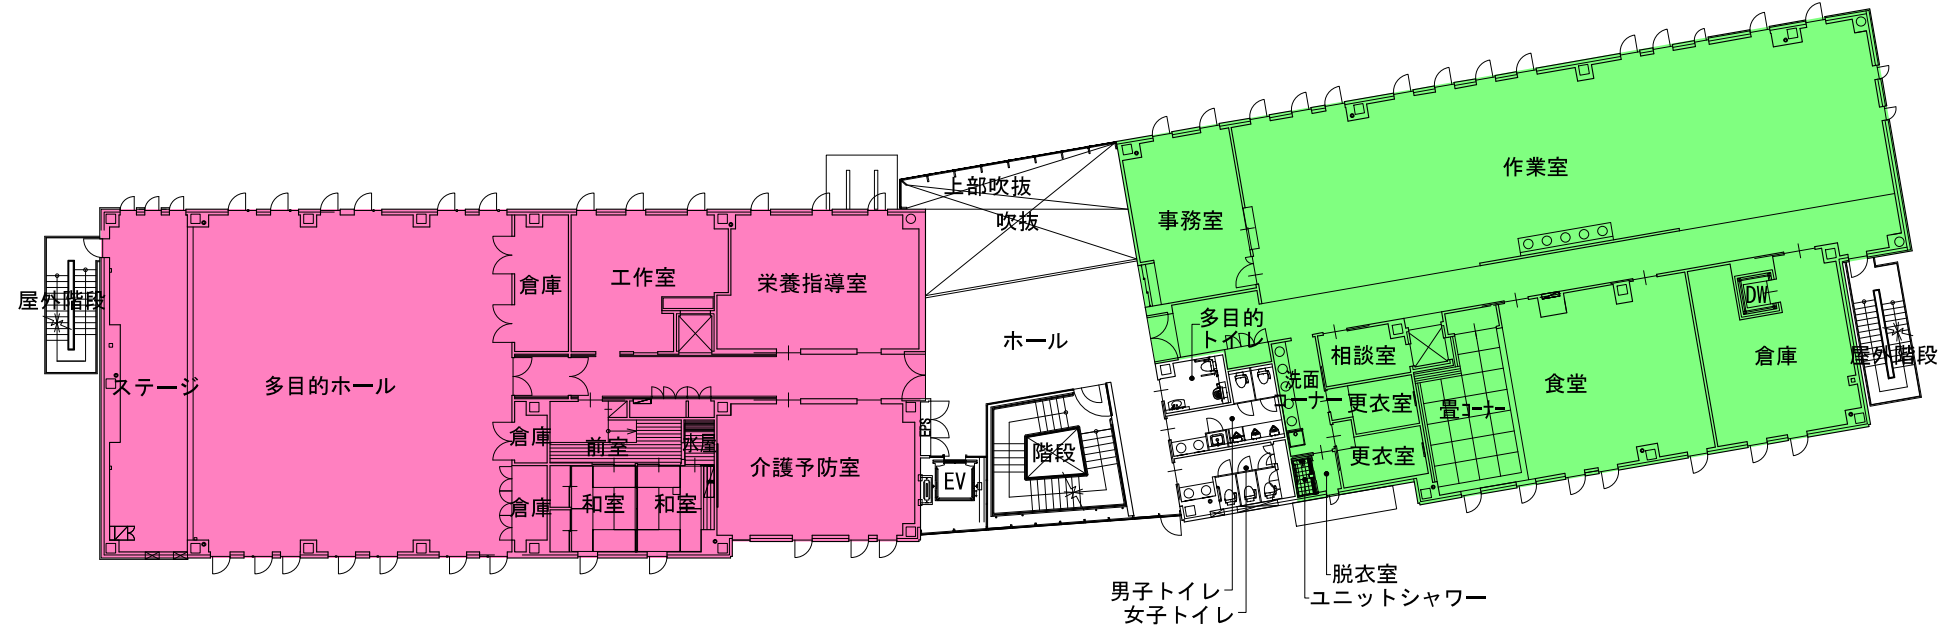 屋外階段
ステージ
多目的ホール
倉庫
工作室
栄養指導室
倉庫
前室
水屋
倉庫
和室
和室
介護予防室
PS
EV
階段
ホール
上部吹抜
吹抜
事務室
作業室
多目的
トイレ
相談室
洗面
コーナー
更衣室
更衣室
畳コーナー
食堂
DW
倉庫
屋外階段
脱衣室
ユニットシャワー
男子トイレ
女子トイレ